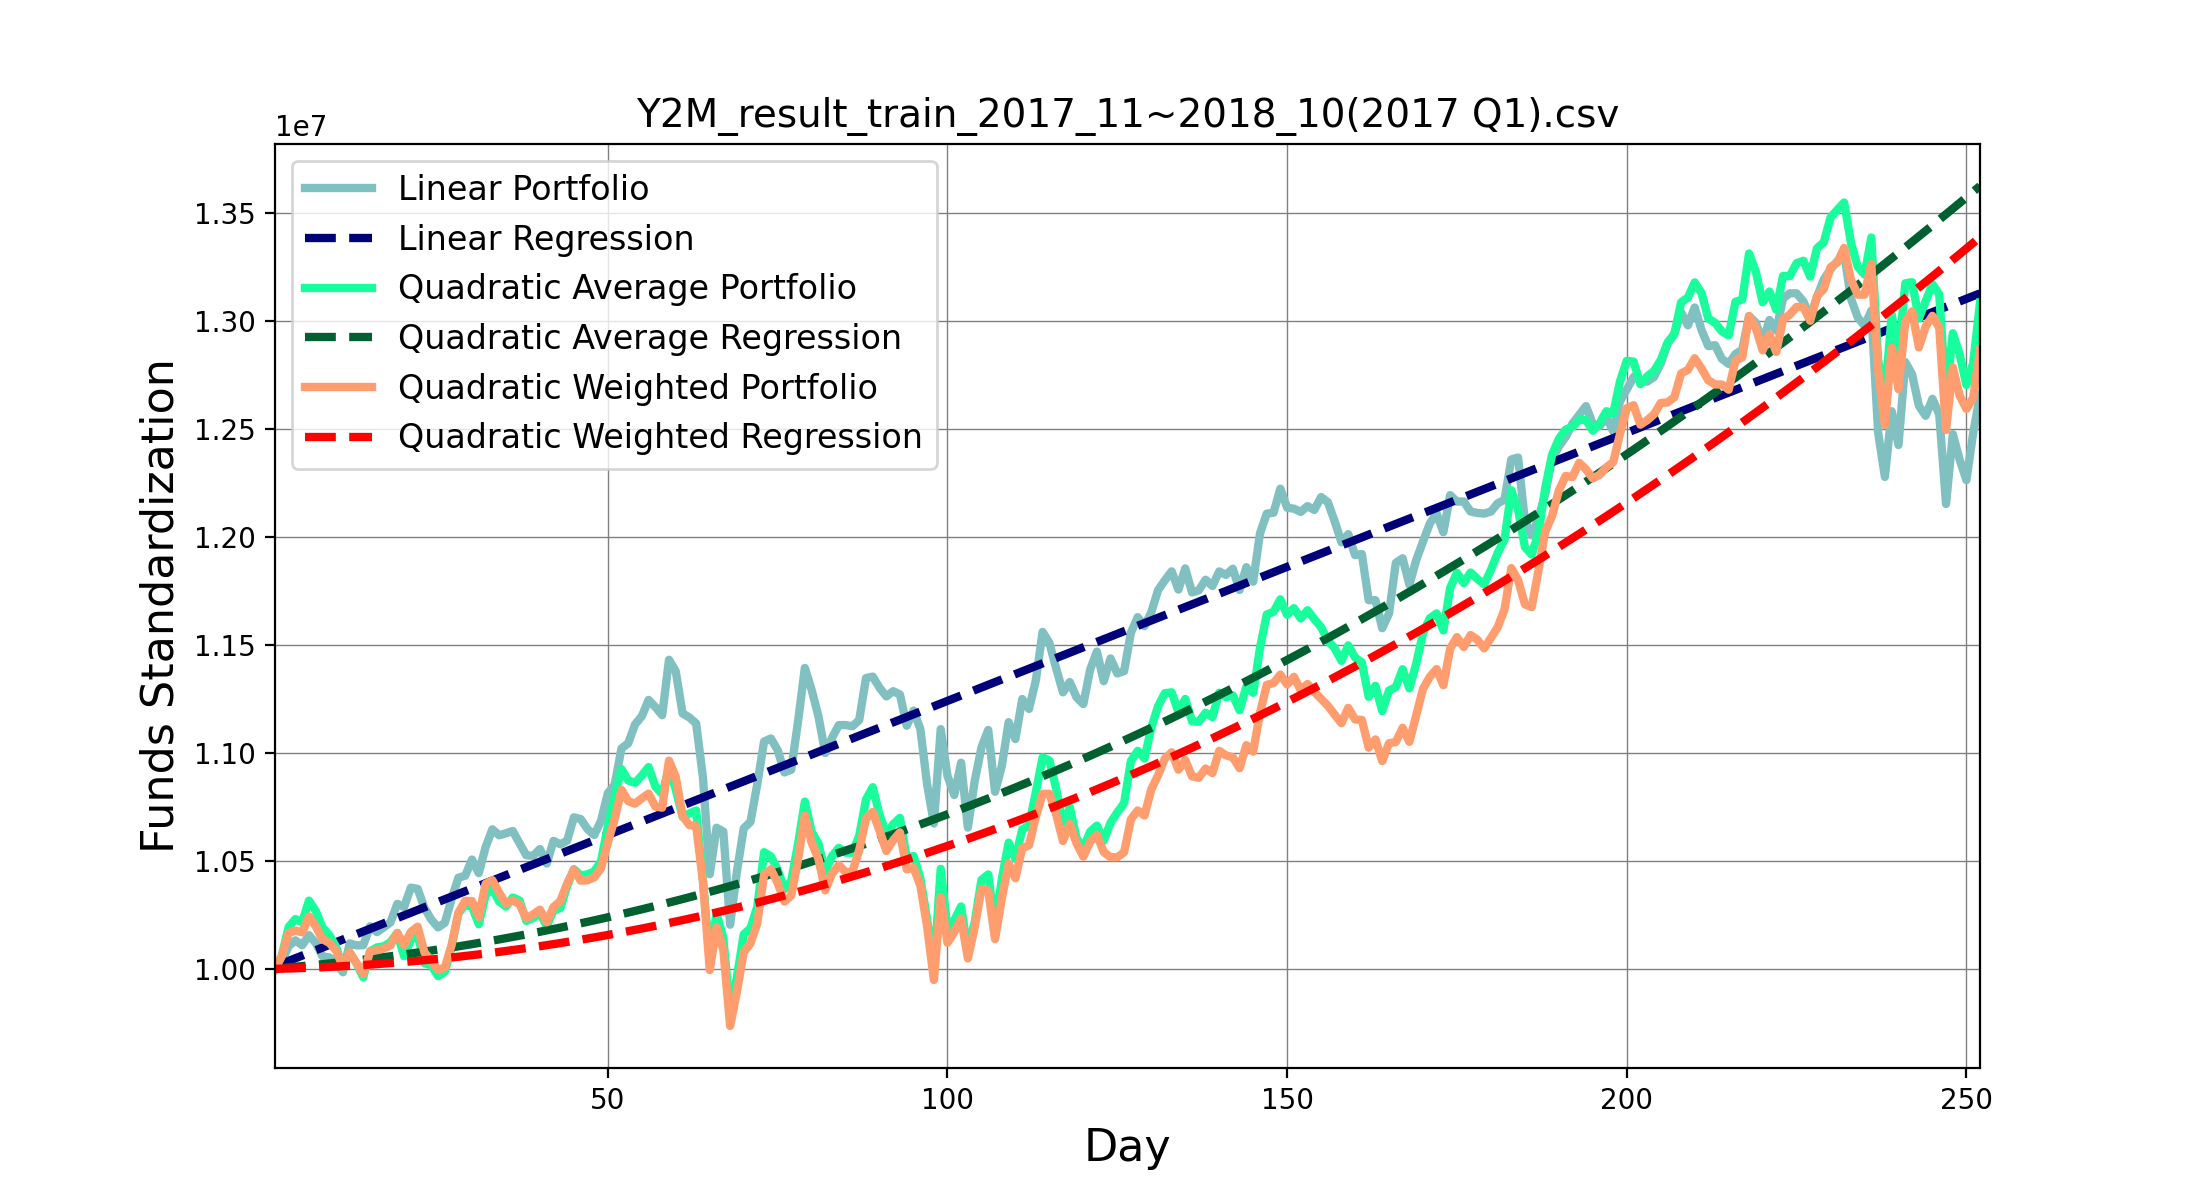 Y2M_result_train_2017_11~2018_10(2017 Q1).csv
1e7
Linear Portfolio
Linear Regression
Quadratic Average Portfolio
Quadratic Average Regression
Quadratic Weighted Portfolio
Quadratic Weighted Regression
Funds Standardization
1.35
1.30
1.25
1.20
1.15
1.10
1.05
1.00
50 100 150 200 250
Day